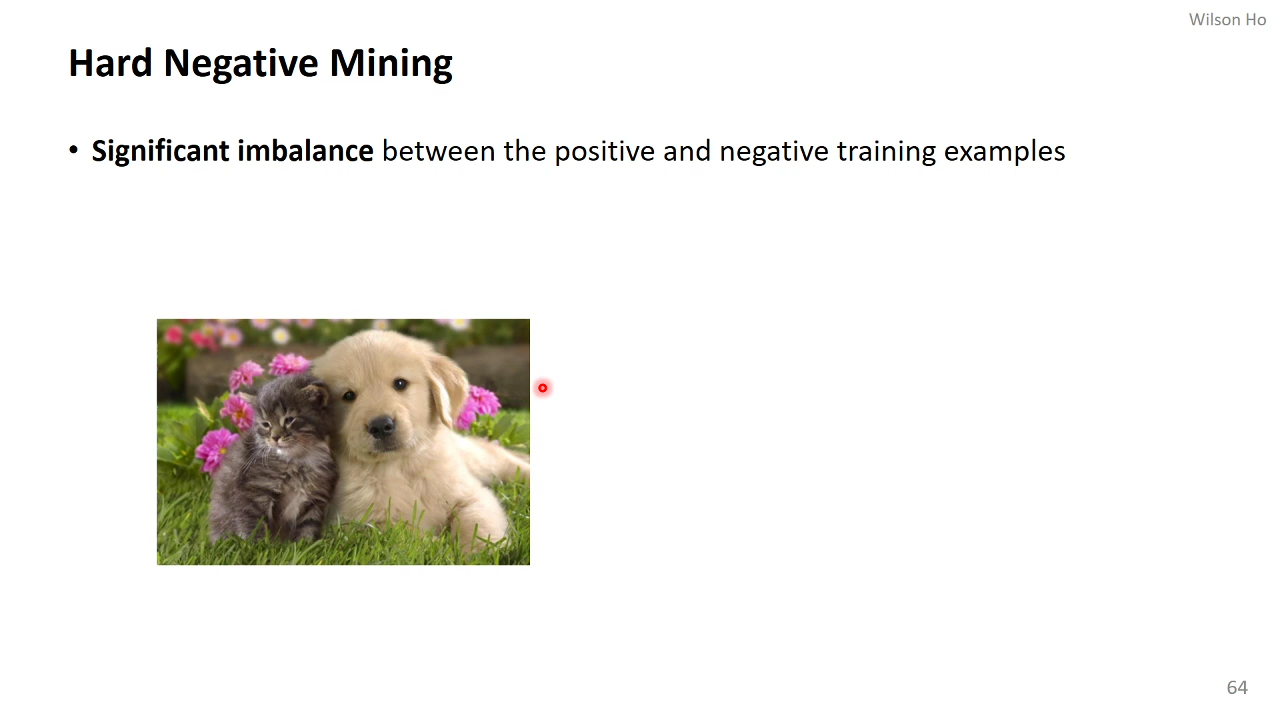 Wilson Ho
Hard Negative Mining
• Significant imbalance between the positive and negative training examples
64